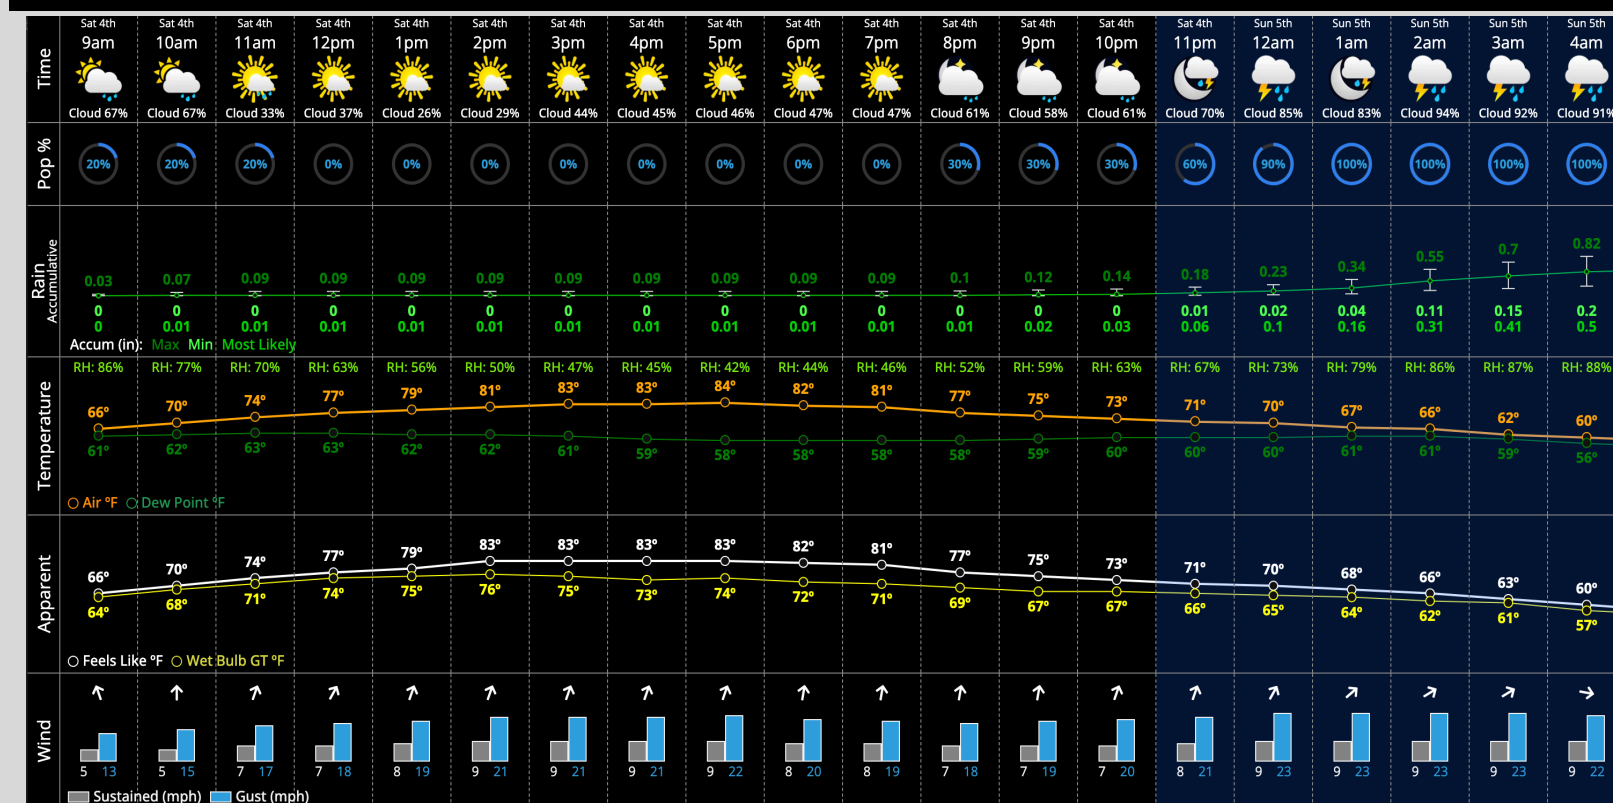 Sat 4th Sat 4th Sat 4th Sat 4th Sat 4th Sat 4th Sat 4th Sat 4th Sat 4th Sat 4th Sat 4th Sat 4th Sat 4th Sat 4th Sat 4th Sun 5th Sun 5th Sun 5th Sun 5th Sun 5th
9am 10am 11am 12pm 1pm 2pm 3pm 4pm 5pm 6pm 7pm 8pm 9pm 10pm 11pm 12am 1am 2am 3am 4am
Time
Cloud 67% Cloud 67% Cloud 33% Cloud 37% Cloud 26% Cloud 29% Cloud 44% Cloud 45% Cloud 46% Cloud 47% Cloud 47% Cloud 61% Cloud 58% Cloud 61% Cloud 70% Cloud 85% Cloud 83% Cloud 94% Cloud 92% Cloud 91%
Pop %
20% 20% 20% 0% 0% 0% 0% 0% 0% 0% 0% 30% 30% 30% 60% 90% 100% 100% 100% 100%
Rain
Accumulative
0.03 0.07 0.09 0.09 0.09 0.09 0.09 0.09 0.09 0.09 0.09 0.1 0.12 0.14 0.18 0.23 0.34 0.55 0.7 0.82
0 0 0 0 0 0 0 0 0 0 0 0 0 0 0.01 0.02 0.04 0.11 0.15 0.2
0 0.01 0.01 0.01 0.01 0.01 0.01 0.01 0.01 0.01 0.01 0.01 0.02 0.03 0.06 0.1 0.16 0.31 0.41 0.5
Accum (in): Max Min Most Likely
Temperature
RH: 86% RH: 77% RH: 70% RH: 63% RH: 56% RH: 50% RH: 47% RH: 45% RH: 42% RH: 44% RH: 46% RH: 52% RH: 59% RH: 63% RH: 67% RH: 73% RH: 79% RH: 86% RH: 87% RH: 88%
66° 70° 74° 77° 79° 81° 83° 83° 84° 82° 81° 77° 75° 73° 71° 70° 67° 66° 62° 60°
61° 62° 63° 63° 62° 62° 61° 59° 58° 58° 58° 58° 59° 60° 60° 60° 61° 61° 59° 56°
Air ºF Dew Point ºF
Apparent
66° 70° 74° 77° 79° 83° 83° 83° 83° 82° 81° 77° 75° 73° 71° 70° 68° 66° 63° 60°
64° 68° 71° 74° 75° 76° 75° 73° 74° 72° 71° 69° 67° 67° 66° 65° 64° 62° 61° 57°
Feels Like ºF Wet Bulb GT ºF
Wind
5 13 5 15 7 17 7 18 8 19 9 21 9 21 9 21 9 22 8 20 8 19 7 18 7 19 7 20 8 21 9 23 9 23 9 23 9 23 9 22
Sustained (mph) Gust (mph)